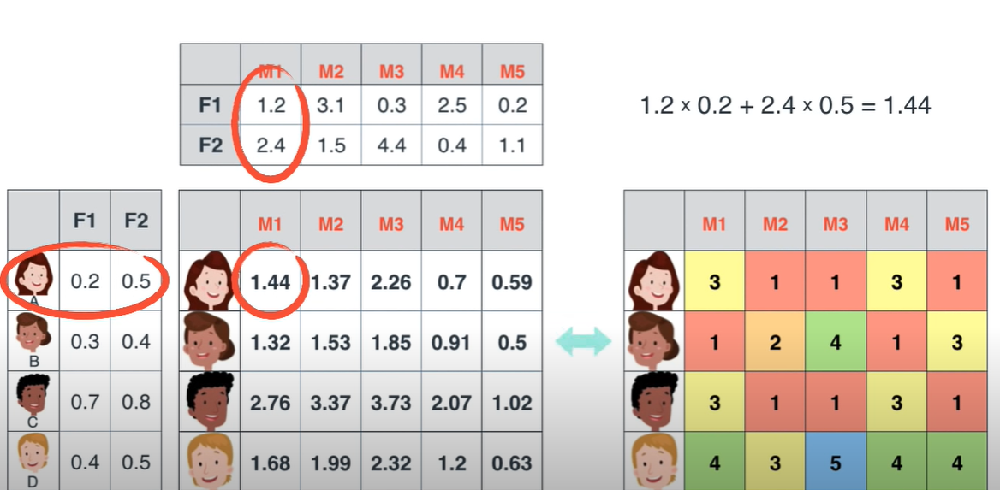 M1 M2 M3 M4 M5
F1 1.2 3.1 0.3 2.5 0.2
F2 2.4 1.5 4.4 0.4 1.1
1.2 x 0.2 + 2.4 x 0.5 = 1.44
F1 F2
A 0.2 0.5
B 0.3 0.4
C 0.7 0.8
D 0.4 0.5
M1 M2 M3 M4 M5
1.44 1.37 2.26 0.7 0.59
1.32 1.53 1.85 0.91 0.5
2.76 3.37 3.73 2.07 1.02
1.68 1.99 2.32 1.2 0.63
M1 M2 M3 M4 M5
3 1 1 3 1
1 2 4 1 3
3 1 1 3 1
4 3 5 4 4